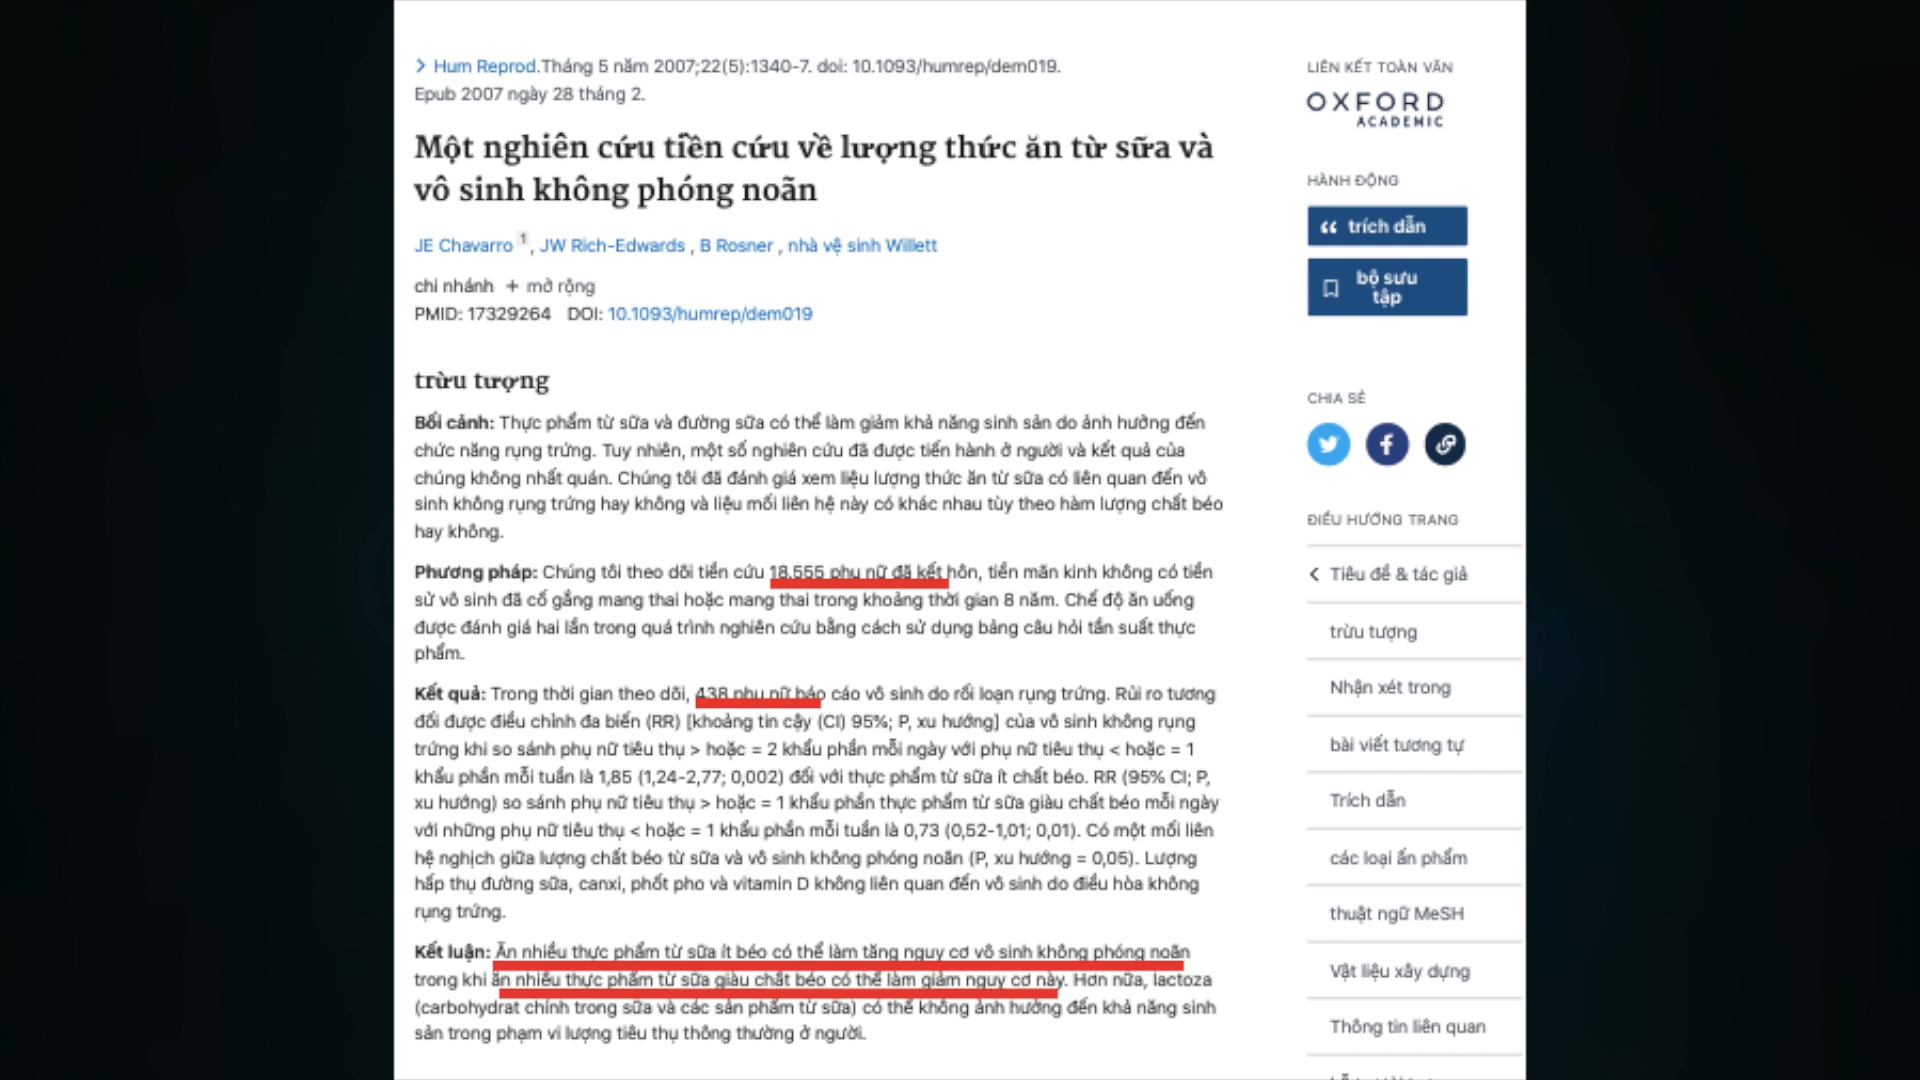 Hum Reprod.Tháng 5 năm 2007;22(5):1340-7. doi: 10.1093/humrep/dem019.
Epub 2007 ngày 28 tháng 2.
Một nghiên cứu tiền cứu về lượng thức ăn từ sữa và
vô sinh không phóng noãn
JE Chavarro 1 , JW Rich-Edwards , B Rosner , nhà vệ sinh Willett
chi nhánh + mở rộng
PMID: 17329264 DOI: 10.1093/humrep/dem019
trừu tượng
Bối cảnh: Thực phẩm từ sữa và đường sữa có thể làm giảm khả năng sinh sản do ảnh hưởng đến
chức năng rụng trứng. Tuy nhiên, một số nghiên cứu đã được tiến hành ở người và kết quả của
chúng không nhất quán. Chúng tôi đã đánh giá xem liệu lượng thức ăn từ sữa có liên quan đến vô
sinh không rụng trứng hay không và liệu mối liên hệ này có khác nhau tùy theo hàm lượng chất béo
hay không.
Phương pháp: Chúng tôi theo dõi tiền cứu 18.555 phụ nữ đã kết hôn, tiền mãn kinh không có tiền
sử vô sinh đã cố gắng mang thai hoặc mang thai trong khoảng thời gian 8 năm. Chế độ ăn uống
được đánh giá hai lần trong quá trình nghiên cứu bằng cách sử dụng bảng câu hỏi tần suất thực
phẩm.
Kết quả: Trong thời gian theo dõi, 438 phụ nữ báo cáo vô sinh do rối loạn rụng trứng. Rủi ro tương
đối được điều chỉnh đa biến (RR) [khoảng tin cậy (CI) 95%; P, xu hướng] của vô sinh không rụng
trứng khi so sánh phụ nữ tiêu thụ > hoặc = 2 khẩu phần mỗi ngày với phụ nữ tiêu thụ < hoặc = 1
khẩu phần mỗi tuần là 1,85 (1,24-2,77; 0,002) đối với thực phẩm từ sữa ít chất béo. RR (95% CI; P,
xu hướng) so sánh phụ nữ tiêu thụ > hoặc = 1 khẩu phần thực phẩm từ sữa giàu chất béo mỗi ngày
với những phụ nữ tiêu thụ < hoặc = 1 khẩu phần mỗi tuần là 0,73 (0,52-1,01; 0,01). Có một mối liên
hệ nghịch giữa lượng chất béo từ sữa và vô sinh không phóng noãn (P, xu hướng = 0,05). Lượng
hấp thụ đường sữa, canxi, phốt pho và vitamin D không liên quan đến vô sinh do điều hòa không
rụng trứng.
Kết luận: Ăn nhiều thực phẩm từ sữa ít béo có thể làm tăng nguy cơ vô sinh không phóng noãn
trong khi ăn nhiều thực phẩm từ sữa giàu chất béo có thể làm giảm nguy cơ này. Hơn nữa, lactoza
(carbohydrat chính trong sữa và các sản phẩm từ sữa) có thể không ảnh hưởng đến khả năng sinh
sản trong phạm vi lượng tiêu thụ thông thường ở người.
LIÊN KẾT TOÀN VĂN
OXFORD
ACADEMIC
HÀNH ĐỘNG
trích dẫn
bộ sưu
tập
CHIA SẺ
ĐIỀU HƯỚNG TRANG
Tiêu đề & tác giả
trừu tượng
Nhận xét trong
bài viết tương tự
Trích dẫn
các loại ấn phẩm
thuật ngữ MeSH
Vật liệu xây dựng
Thông tin liên quan